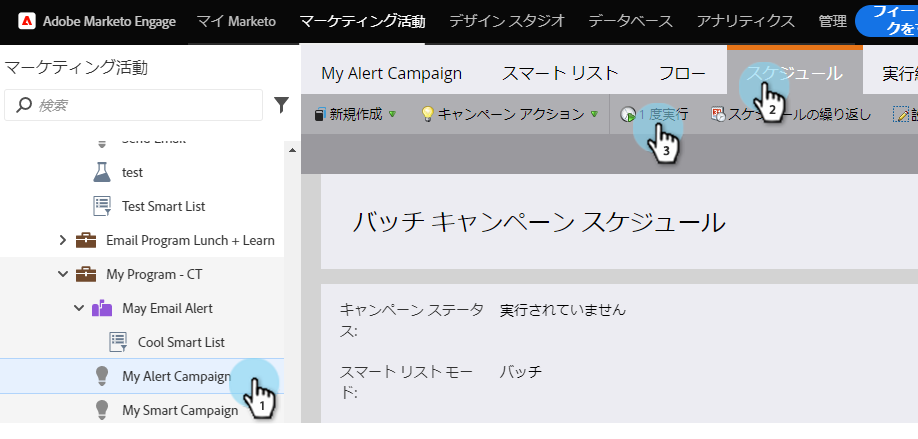 Adobe Marketo Engage マイ Marketo マーケティング活動 デザイン スタジオ データベース アナリティクス 管理 フィー
クを
マーケティング活動
検索
Send Email
test
Test Smart List
Email Program Lunch + Learn
My Program - CT
May Email Alert
Cool Smart List
My Alert Campaign
My Smart Campaign
1
My Alert Campaign スマート リスト フロー スケジュール 実行
2
新規作成 キャンペーン アクション 1 度実行 スケジュールの繰り返し
3
バッチ キャンペーン スケジュール
キャンペーン ステータ 実行されていません
ス:
スマート リスト モー バッチ
ド: